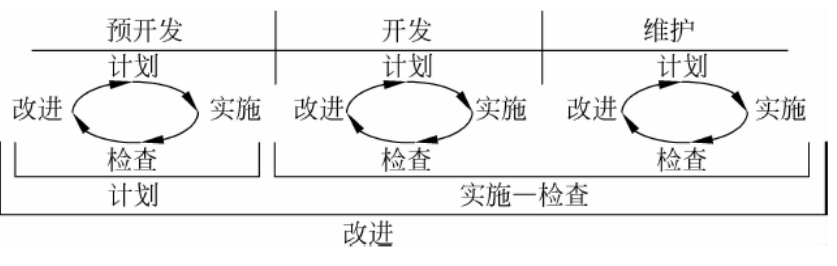 预开发 开发 维护
计划 计划 计划
改进 实施 改进 实施 改进 实施
检查 检查 检查
计划 实施—检查
改进